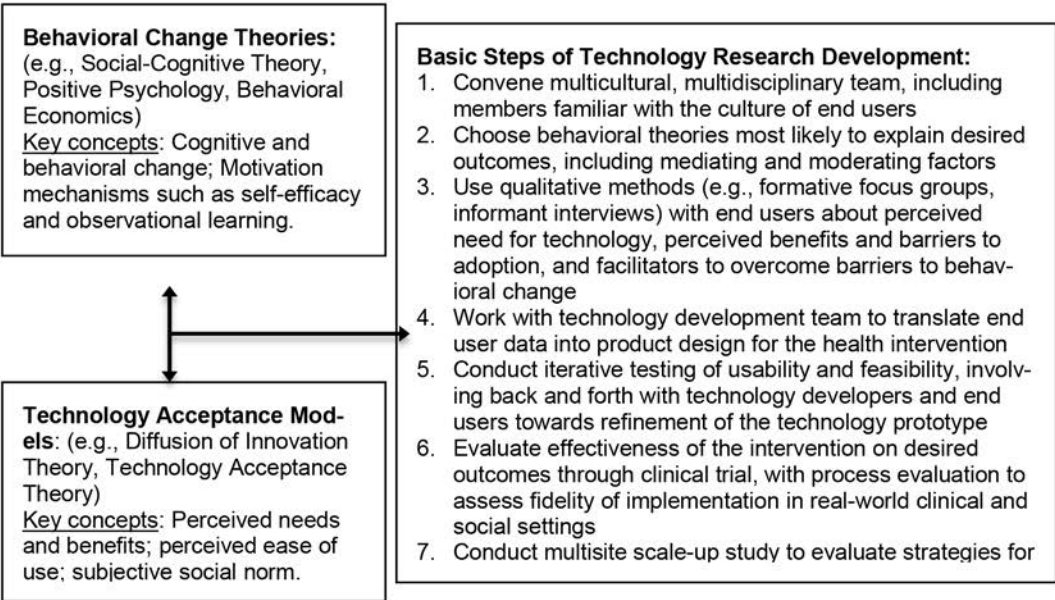 Behavioral Change Theories:
(e.g., Social-Cognitive Theory,
Positive Psychology, Behavioral
Economics)
Key concepts: Cognitive and
behavioral change; Motivation
mechanisms such as self-efficacy
and observational learning.
Technology Acceptance Mod-
els: (e.g., Diffusion of Innovation
Theory, Technology Acceptance
Theory)
Key concepts: Perceived needs
and benefits; perceived ease of
use; subjective social norm.
Basic Steps of Technology Research Development:
1. Convene multicultural, multidisciplinary team, including
members familiar with the culture of end users
2. Choose behavioral theories most likely to explain desired
outcomes, including mediating and moderating factors
3. Use qualitative methods (e.g., formative focus groups,
informant interviews) with end users about perceived
need for technology, perceived benefits and barriers to
adoption, and facilitators to overcome barriers to behav-
ioral change
4. Work with technology development team to translate end
user data into product design for the health intervention
5. Conduct iterative testing of usability and feasibility, involv-
ing back and forth with technology developers and end
users towards refinement of the technology prototype
6. Evaluate effectiveness of the intervention on desired
outcomes through clinical trial, with process evaluation to
assess fidelity of implementation in real-world clinical and
social settings
7. Conduct multisite scale-up study to evaluate strategies for